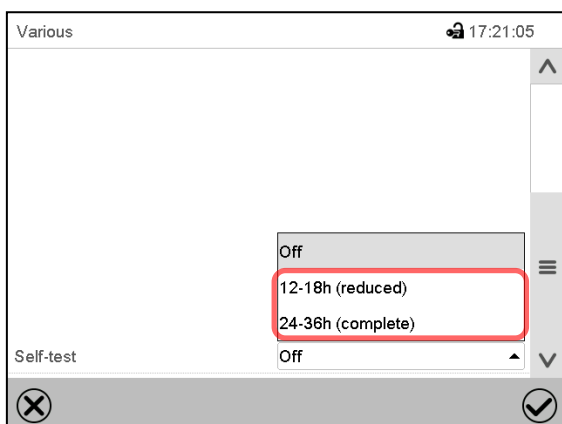 Various 17:21:05
Off
12-18h (reduced)
24-36h (complete)
Self-test Off